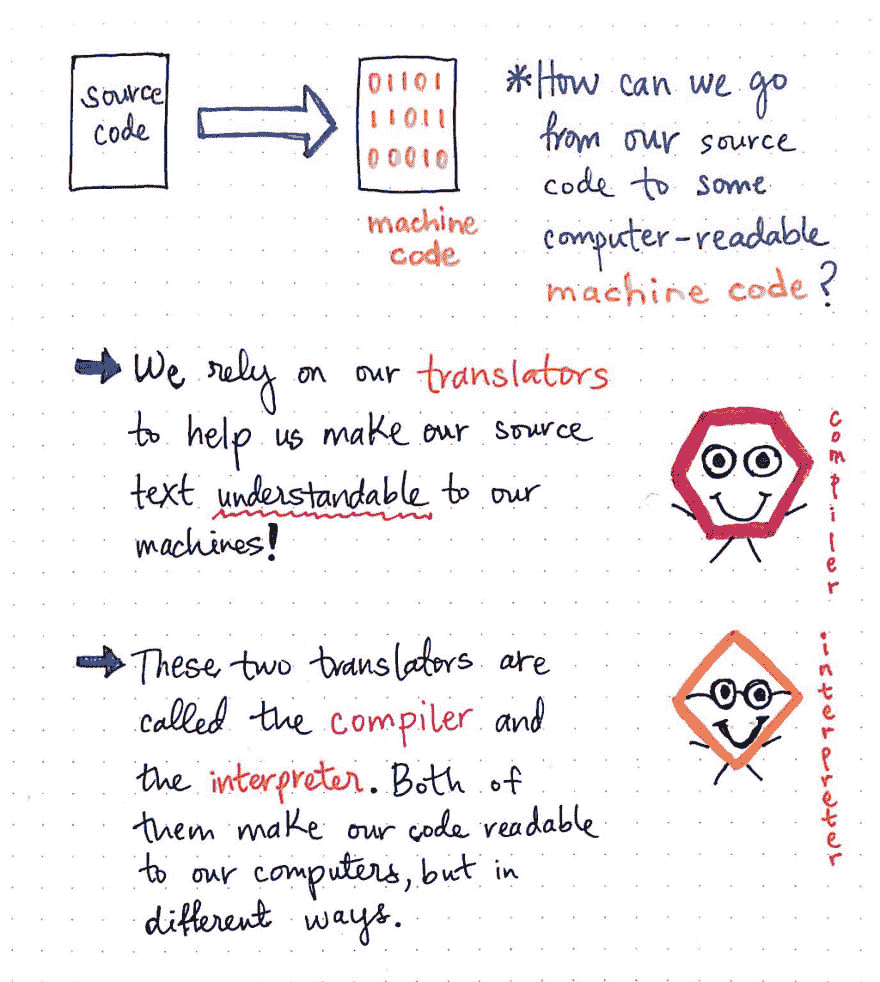 source
code
01101
11011
00010
machine
code
*How can we go
from our source
code to some
computer-readable
machine code?
We rely on our translators
to help us make our source
text understandable to our
machines!
compiler
These two translators are
called the compiler and
the interpreter. Both of
them make our code readable
to our computers, but in
different ways.
interpreter